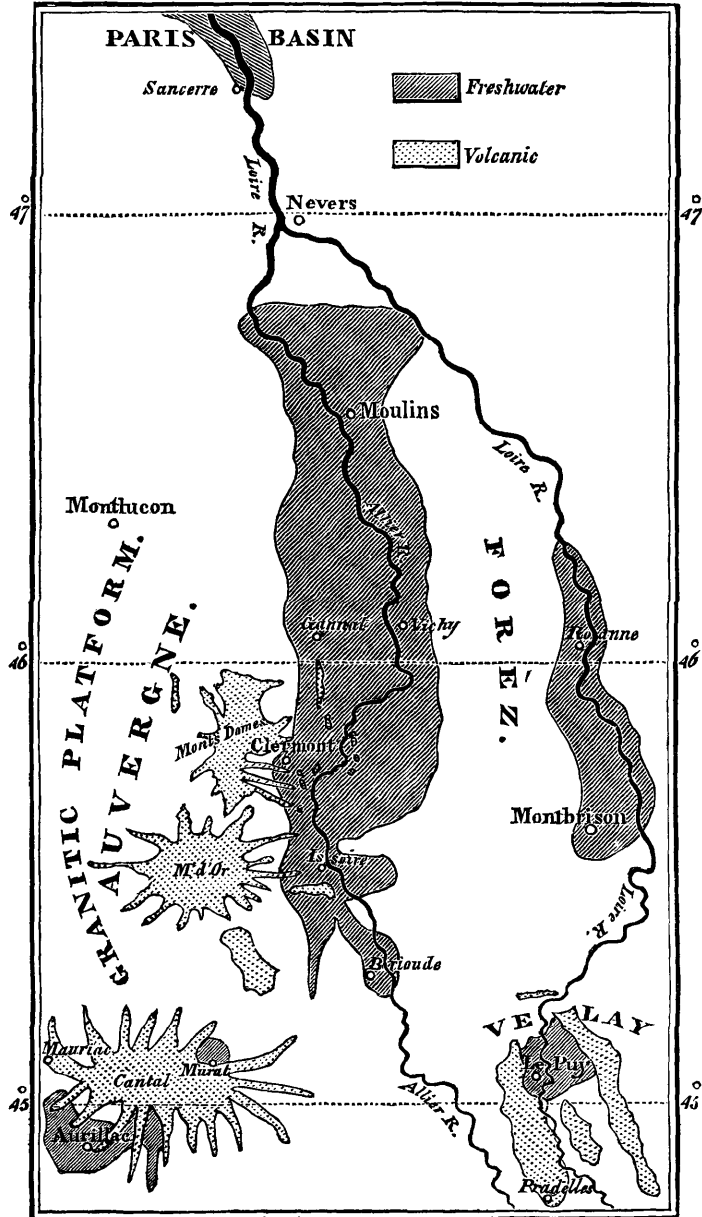 PARIS BASIN
Sancerre
Freshwater
Volcanic
Loire R.
Nevers
47° 47°
Moulins
Loire R.
Montlucon
Allier R.
FOREZ.
Gannat
Vichy
Roanne
46° 46°
GRANITIC PLATFORM.
AUVERGNE.
Monts Domes
Clermont
Montbrison
Mt. d'Or
Issoire
Loire R.
Brioude
VELAY
Mauriac
Murat
Cantal
Le Puy
Allier R.
45° 45°
Aurillac
Pradelles